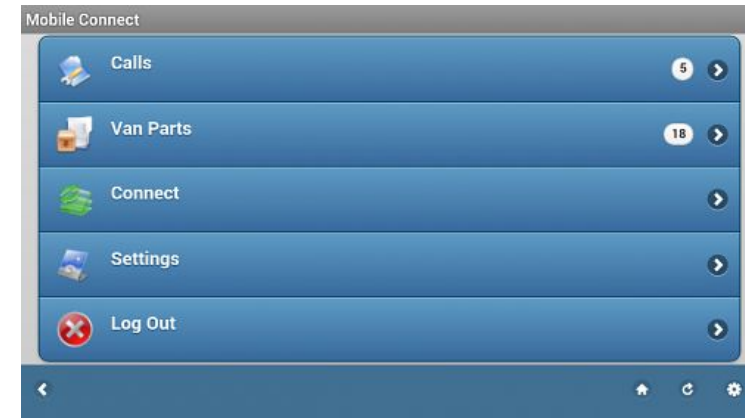 Mobile Connect
Calls
5
Van Parts
18
Connect
Settings
Log Out